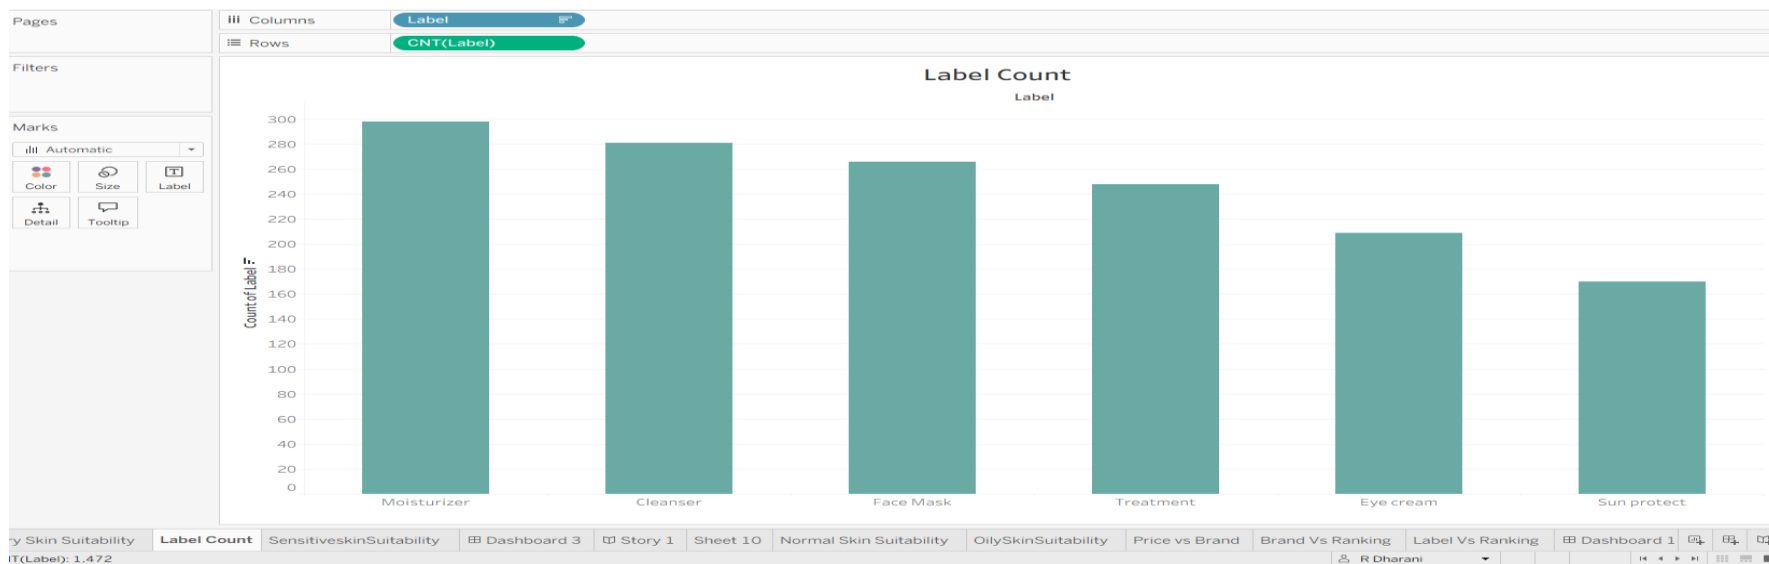 Pages
Columns
Label
Rows
CNT(Label)
Filters
Marks
Automatic
Color
Size
Label
Detail
Tooltip
Label Count
Label
Count of Label
300
280
260
240
220
200
180
160
140
120
100
80
60
40
20
0
Moisturizer Cleanser Face Mask Treatment Eye cream Sun protect
ry Skin Suitability Label Count SensitiveskinSuitability Dashboard 3 Story 1 Sheet 10 Normal Skin Suitability OilySkinSuitability Price vs Brand Brand Vs Ranking Label Vs Ranking Dashboard 1
NT(Label): 1,472 R Dharani